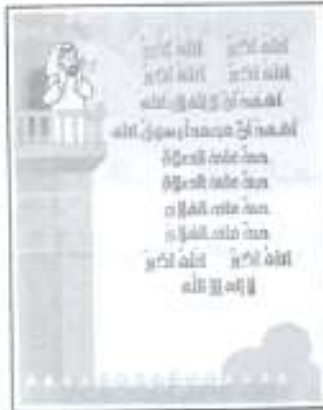 الله أكبر الله أكبر
الله أكبر الله أكبر
أشهد أن لا إله إلا الله
أشهد أن محمدا رسول الله
حي على الصلاة
حي على الصلاة
حي على الفلاح
حي على الفلاح
الله أكبر الله أكبر
لا إله إلا الله